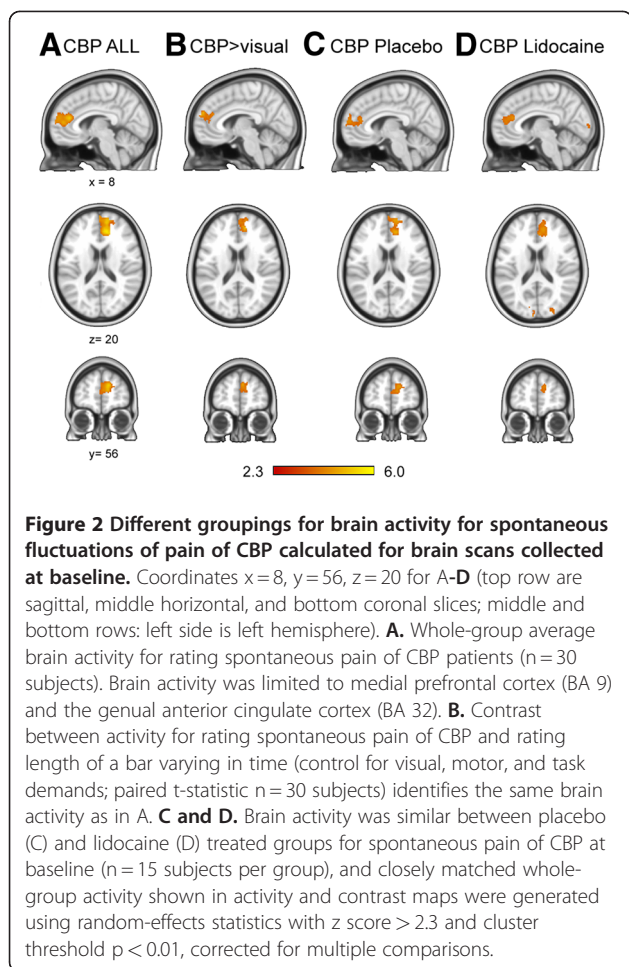 A CBP ALL B CBP>visual C CBP Placebo D CBP Lidocaine
x = 8
z= 20
y= 56
2.3 6.0
Figure 2 Different groupings for brain activity for spontaneous
fluctuations of pain of CBP calculated for brain scans collected
at baseline. Coordinates x = 8, y = 56, z = 20 for A-D (top row are
sagittal, middle horizontal, and bottom coronal slices; middle and
bottom rows: left side is left hemisphere). A. Whole-group average
brain activity for rating spontaneous pain of CBP patients (n = 30
subjects). Brain activity was limited to medial prefrontal cortex (BA 9)
and the genual anterior cingulate cortex (BA 32). B. Contrast
between activity for rating spontaneous pain of CBP and rating
length of a bar varying in time (control for visual, motor, and task
demands; paired t-statistic n = 30 subjects) identifies the same brain
activity as in A. C and D. Brain activity was similar between placebo
(C) and lidocaine (D) treated groups for spontaneous pain of CBP at
baseline (n = 15 subjects per group), and closely matched whole-
group activity shown in activity and contrast maps were generated
using random-effects statistics with z score > 2.3 and cluster
threshold p < 0.01, corrected for multiple comparisons.